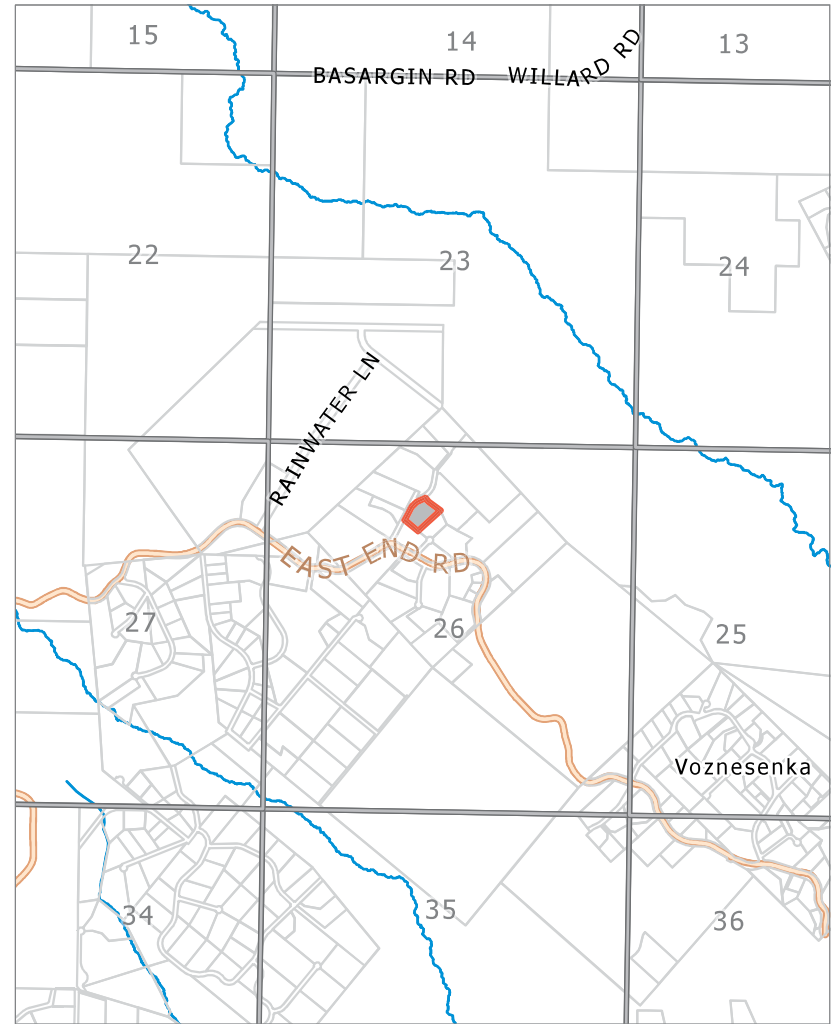 15
14
13
BASARGIN RD
WILLARD RD
22
23
24
RAINWATER LN
EAST END RD
27
26
25
Voznesenka
34
35
36